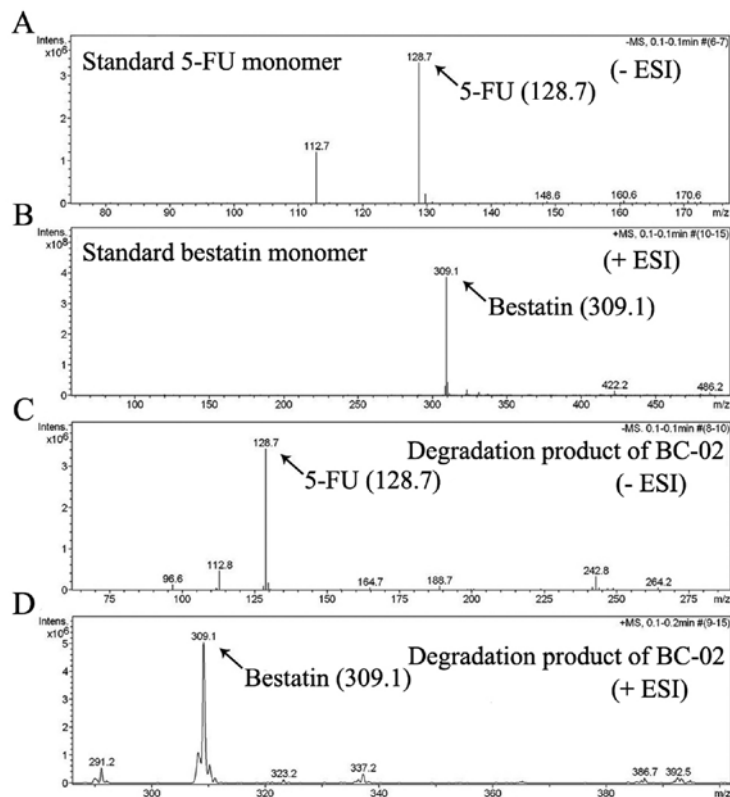 A
Intens.
x10⁶
-MS, 0.1-0.1min #(6-7)
Standard 5-FU monomer
(- ESI)
128.7
5-FU (128.7)
3
2
1
0
112.7
148.6
160.6
170.6
80
90
100
110
120
130
140
150
160
170
m/z
B
Intens.
x10⁸
+MS, 0.1-0.1min #(10-15)
Standard bestatin monomer
(+ ESI)
309.1
Bestatin (309.1)
4
3
2
1
0
422.2
486.2
100
150
200
250
300
350
400
450
m/z
C
Intens.
x10⁶
-MS, 0.1-0.1min #(8-10)
Degradation product of BC-02
(- ESI)
128.7
5-FU (128.7)
3
2
1
0
96.6
112.8
164.7
188.7
242.8
264.2
75
100
125
150
175
200
225
250
275
m/z
D
Intens.
x10⁶
+MS, 0.1-0.2min #(9-15)
Degradation product of BC-02
(+ ESI)
309.1
Bestatin (309.1)
5
4
3
2
1
0
291.2
323.2
337.2
386.7
392.5
300
320
340
360
380
m/z